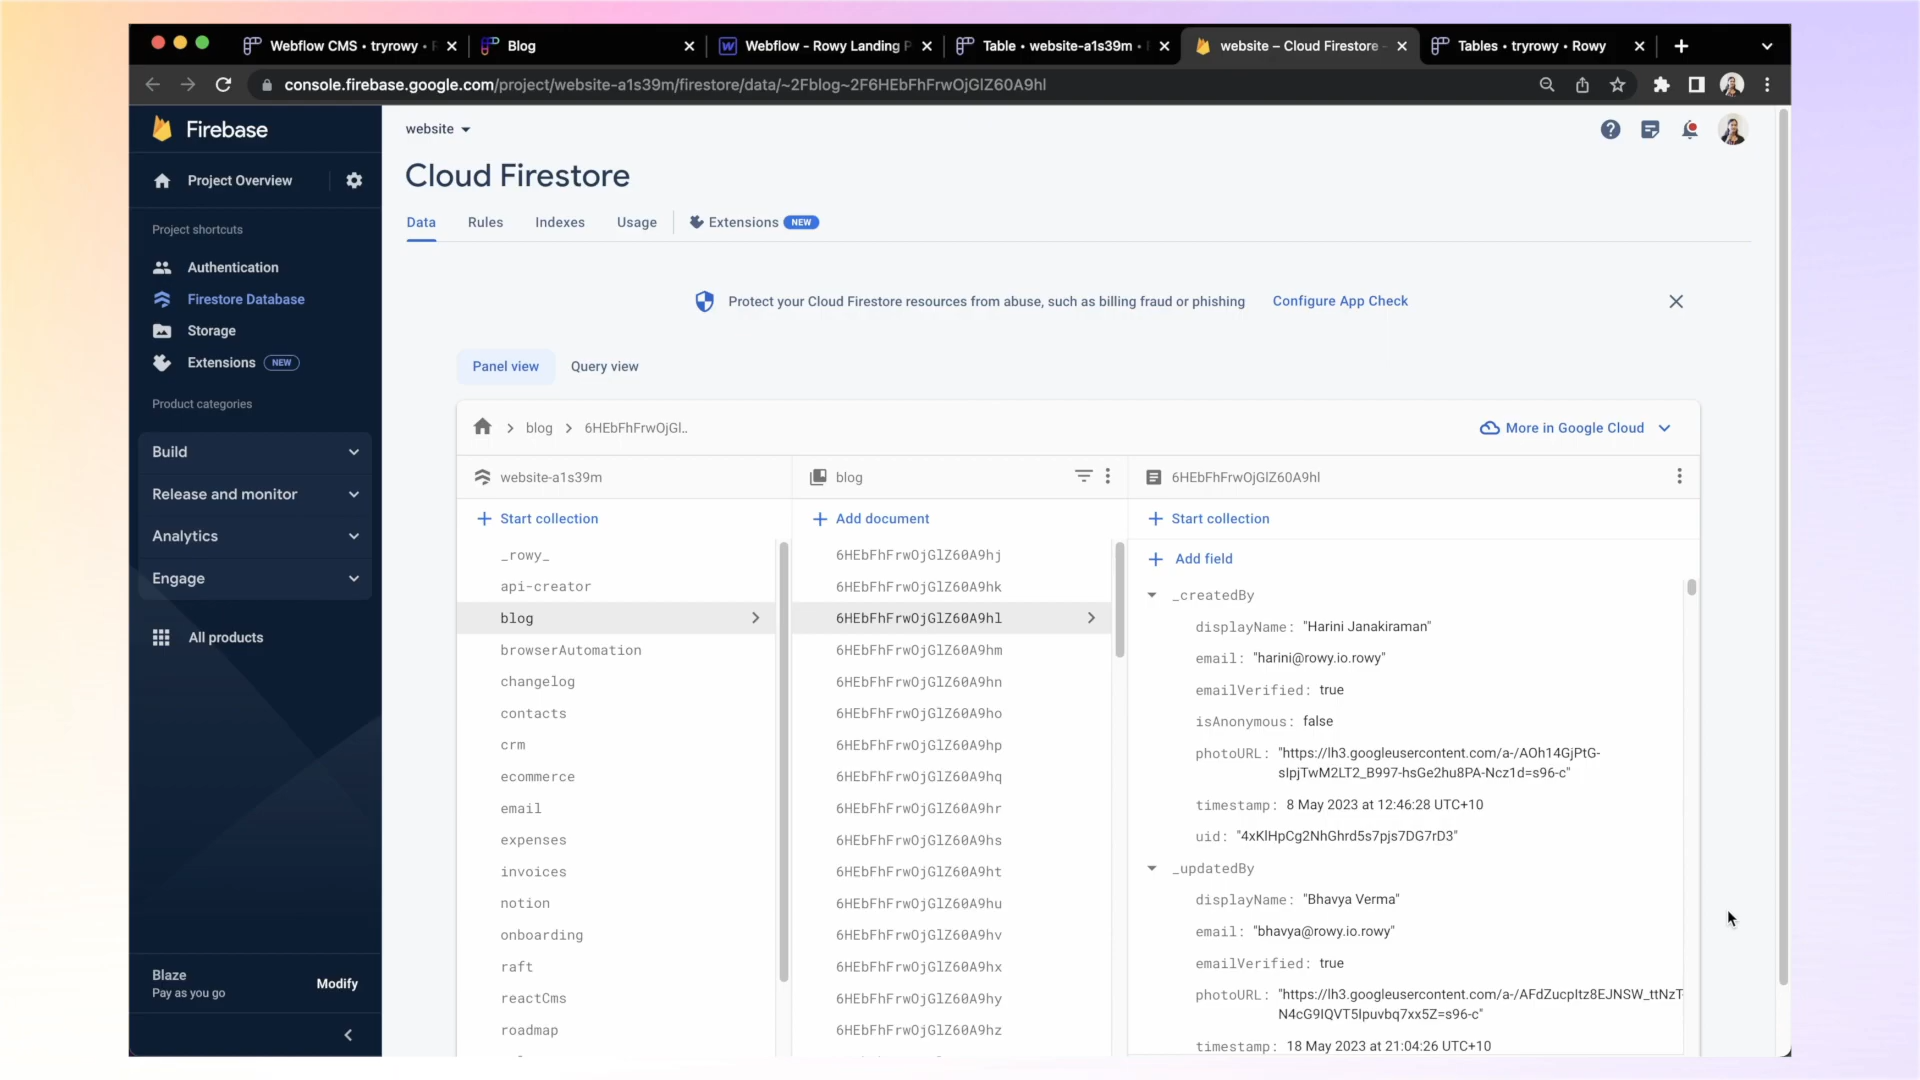 Webflow CMS • tryrowy •
Blog
Webflow - Rowy Landing P
Table • website-a1s39m •
website – Cloud Firestore -
Tables • tryrowy • Rowy
console.firebase.google.com/project/website-a1s39m/firestore/data/~2Fblog~2F6HEbFhFrwOjGlZ60A9hl
Firebase
Project Overview
Project shortcuts
Authentication
Firestore Database
Storage
Extensions NEW
Product categories
Build
Release and monitor
Analytics
Engage
All products
Blaze
Pay as you go
Modify
website
Cloud Firestore
Data Rules Indexes Usage Extensions NEW
Protect your Cloud Firestore resources from abuse, such as billing fraud or phishing Configure App Check
Panel view Query view
blog 6HEbFhFrwOjGl..
More in Google Cloud
website-a1s39m
Start collection
_rowy_
api-creator
blog
browserAutomation
changelog
contacts
crm
ecommerce
email
expenses
invoices
notion
onboarding
raft
reactCms
roadmap
blog
Add document
6HEbFhFrwOjGlZ60A9hj
6HEbFhFrwOjGlZ60A9hk
6HEbFhFrwOjGlZ60A9hl
6HEbFhFrwOjGlZ60A9hm
6HEbFhFrwOjGlZ60A9hn
6HEbFhFrwOjGlZ60A9ho
6HEbFhFrwOjGlZ60A9hp
6HEbFhFrwOjGlZ60A9hq
6HEbFhFrwOjGlZ60A9hr
6HEbFhFrwOjGlZ60A9hs
6HEbFhFrwOjGlZ60A9ht
6HEbFhFrwOjGlZ60A9hu
6HEbFhFrwOjGlZ60A9hv
6HEbFhFrwOjGlZ60A9hx
6HEbFhFrwOjGlZ60A9hy
6HEbFhFrwOjGlZ60A9hz
6HEbFhFrwOjGlZ60A9hl
Start collection
Add field
_createdBy
displayName: "Harini Janakiraman"
email: "harini@rowy.io.rowy"
emailVerified: true
isAnonymous: false
photoURL: "https://lh3.googleusercontent.com/a-/AOh14GjPtG-
sIpjTwM2LT2_B997-hsGe2hu8PA-Ncz1d=s96-c"
timestamp: 8 May 2023 at 12:46:28 UTC+10
uid: "4xKlHpCg2NhGhrd5s7pjs7DG7rD3"
_updatedBy
displayName: "Bhavya Verma"
email: "bhavya@rowy.io.rowy"
emailVerified: true
photoURL: "https://lh3.googleusercontent.com/a-/AFdZucpItz8EJNSW_ttNzT-
N4cG9IQVT5Ipuvbq7xx5Z=s96-c"
timestamp: 18 May 2023 at 21:04:26 UTC+10